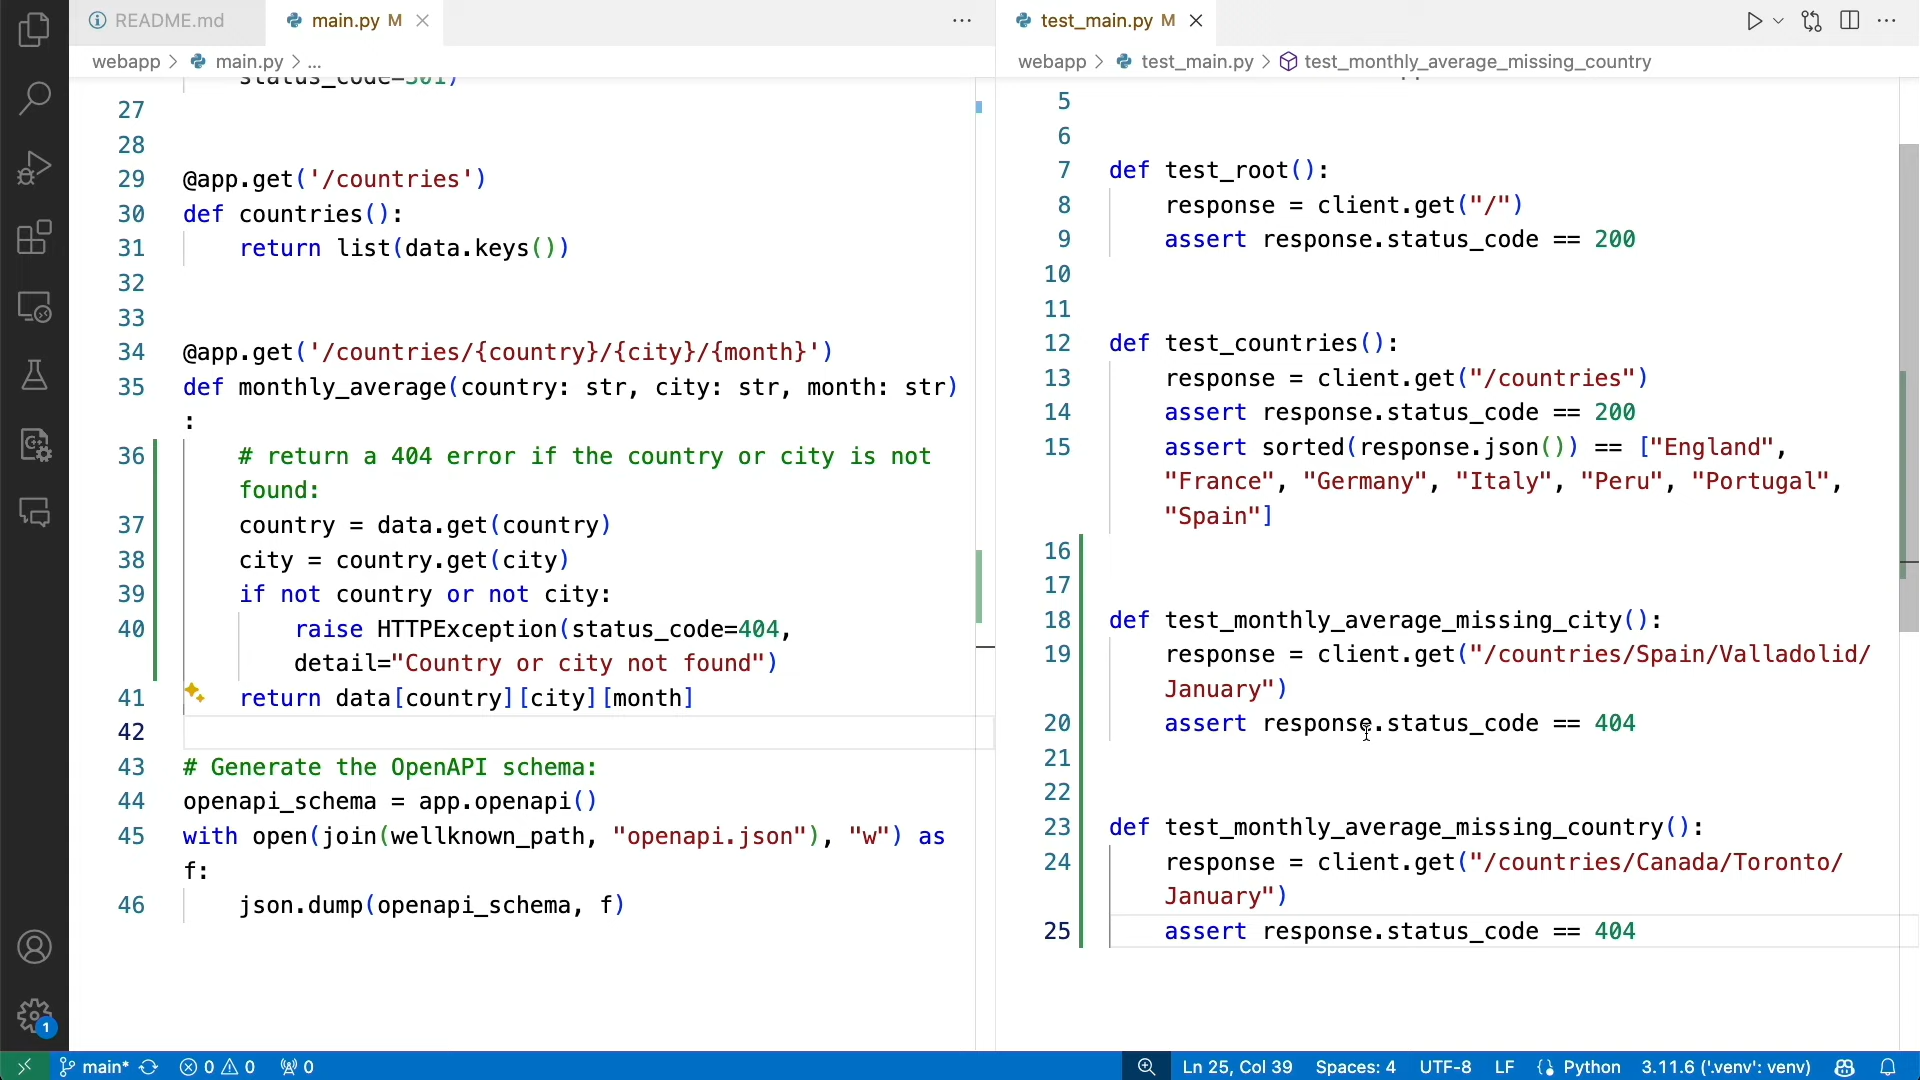 README.md
main.py M
webapp > main.py > ...
status_code=301)
27
28
29 @app.get('/countries')
30 def countries():
31 return list(data.keys())
32
33
34 @app.get('/countries/{country}/{city}/{month}')
35 def monthly_average(country: str, city: str, month: str)
:
36 # return a 404 error if the country or city is not
found:
37 country = data.get(country)
38 city = country.get(city)
39 if not country or not city:
40 raise HTTPException(status_code=404,
detail="Country or city not found")
41 return data[country][city][month]
42
43 # Generate the OpenAPI schema:
44 openapi_schema = app.openapi()
45 with open(join(wellknown_path, "openapi.json"), "w") as
f:
46 json.dump(openapi_schema, f)
test_main.py M
webapp > test_main.py > test_monthly_average_missing_country
5
6
7 def test_root():
8 response = client.get("/")
9 assert response.status_code == 200
10
11
12 def test_countries():
13 response = client.get("/countries")
14 assert response.status_code == 200
15 assert sorted(response.json()) == ["England",
"France", "Germany", "Italy", "Peru", "Portugal",
"Spain"]
16
17
18 def test_monthly_average_missing_city():
19 response = client.get("/countries/Spain/Valladolid/
January")
20 assert response.status_code == 404
21
22
23 def test_monthly_average_missing_country():
24 response = client.get("/countries/Canada/Toronto/
January")
25 assert response.status_code == 404
1
main* 0 0 0 Ln 25, Col 39 Spaces: 4 UTF-8 LF Python 3.11.6 ('.venv': venv)